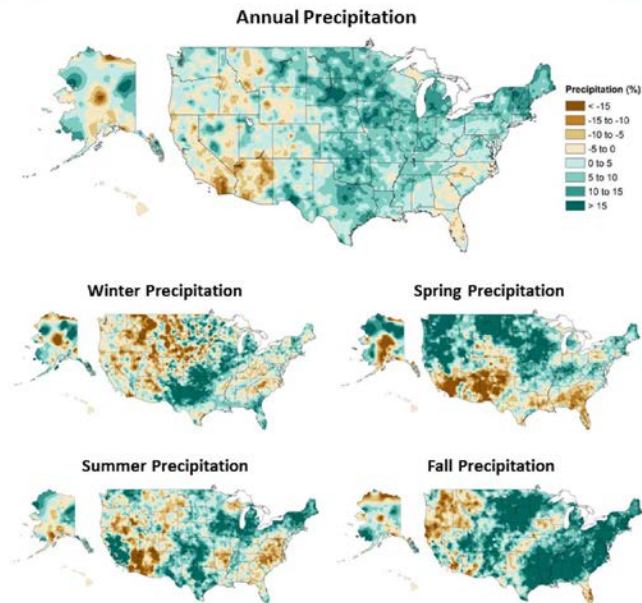 Annual Precipitation
Precipitation (%)
< -15
-15 to -10
-10 to -5
-5 to 0
0 to 5
5 to 10
10 to 15
> 15
Winter Precipitation
Spring Precipitation
Summer Precipitation
Fall Precipitation